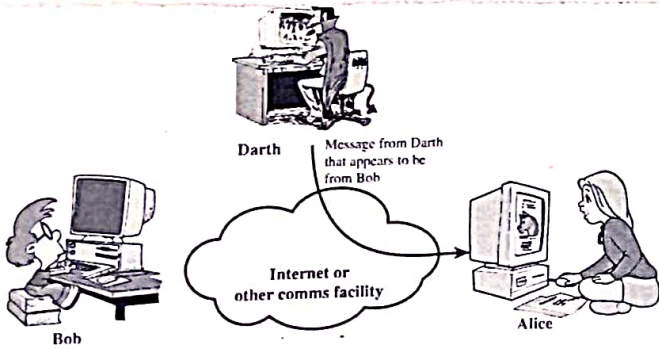 Darth
Message from Darth
that appears to be
from Bob
Internet or
other comms facility
Bob
Alice